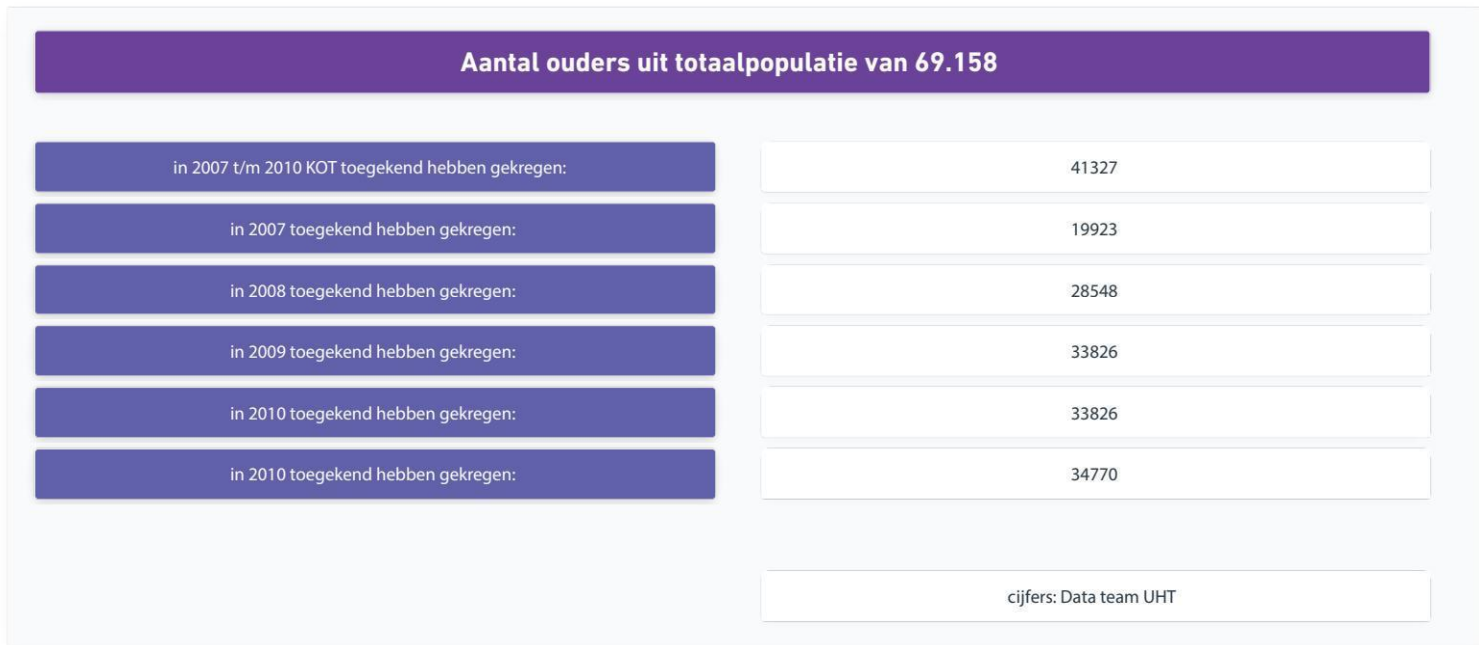 Aantal ouders uit totaalpopulatie van 69.158
in 2007 t/m 2010 KOT toegekend hebben gekregen: 41327
in 2007 toegekend hebben gekregen: 19923
in 2008 toegekend hebben gekregen: 28548
in 2009 toegekend hebben gekregen: 33826
in 2010 toegekend hebben gekregen: 33826
in 2010 toegekend hebben gekregen: 34770
cijfers: Data team UHT